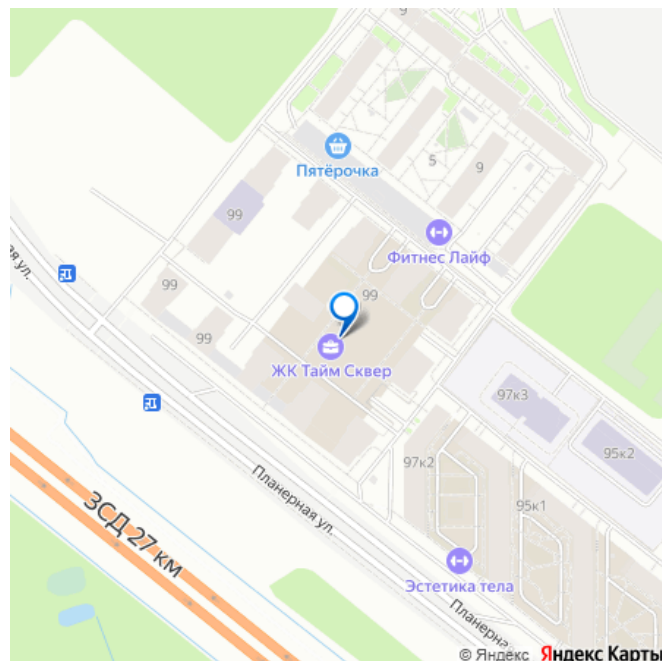 9
Пятёрочка
5
9
99
Фитнес Лайф
99
ая ул.
99
99
ЖК Тайм Сквер
97к3
95к2
97к2
95к1
Планерная ул.
ЗСД 27 км
Эстетика тела
Планерна
© Яндекс Яндекс Карты